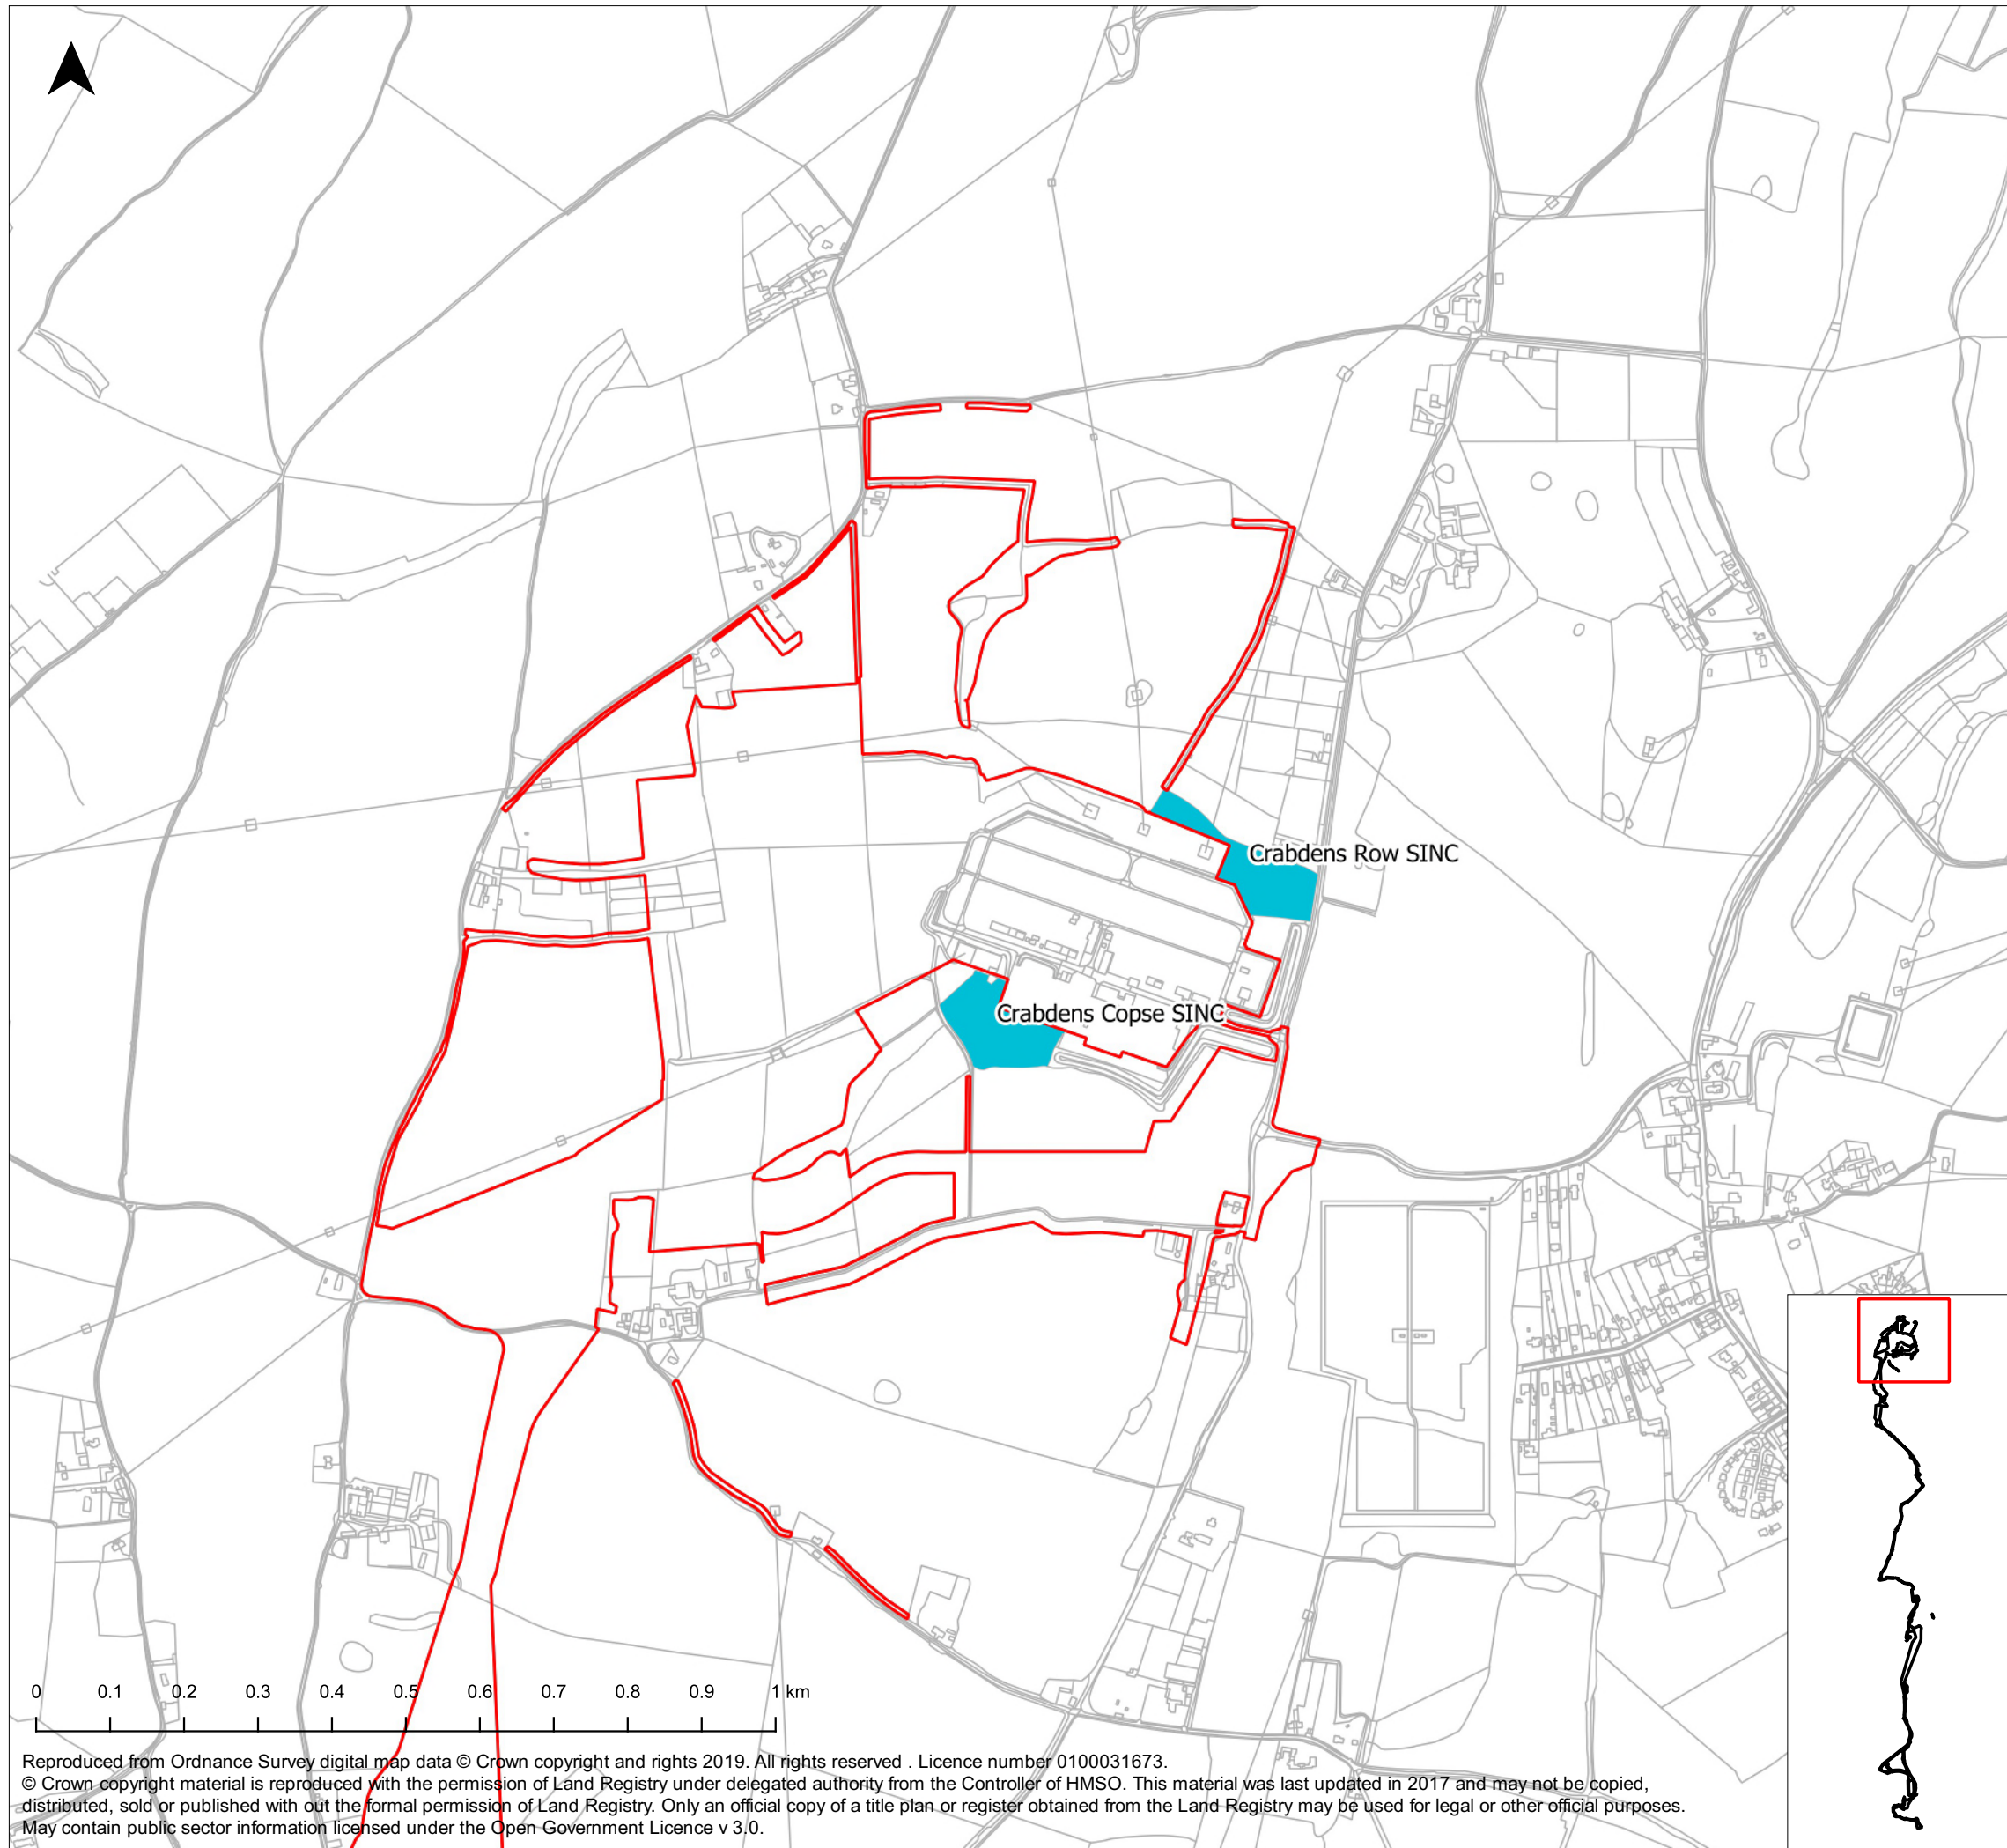 Crabdens Row SINC
Crabdens Copse SINC
0 0.1 0.2 0.3 0.4 0.5 0.6 0.7 0.8 0.9 1 km
Reproduced from Ordnance Survey digital map data © Crown copyright and rights 2019. All rights reserved . Licence number 0100031673.
© Crown copyright material is reproduced with the permission of Land Registry under delegated authority from the Controller of HMSO. This material was last updated in 2017 and may not be copied,
distributed, sold or published with out the formal permission of Land Registry. Only an official copy of a title plan or register obtained from the Land Registry may be used for legal or other official purposes.
May contain public sector information licensed under the Open Government Licence v 3.0.